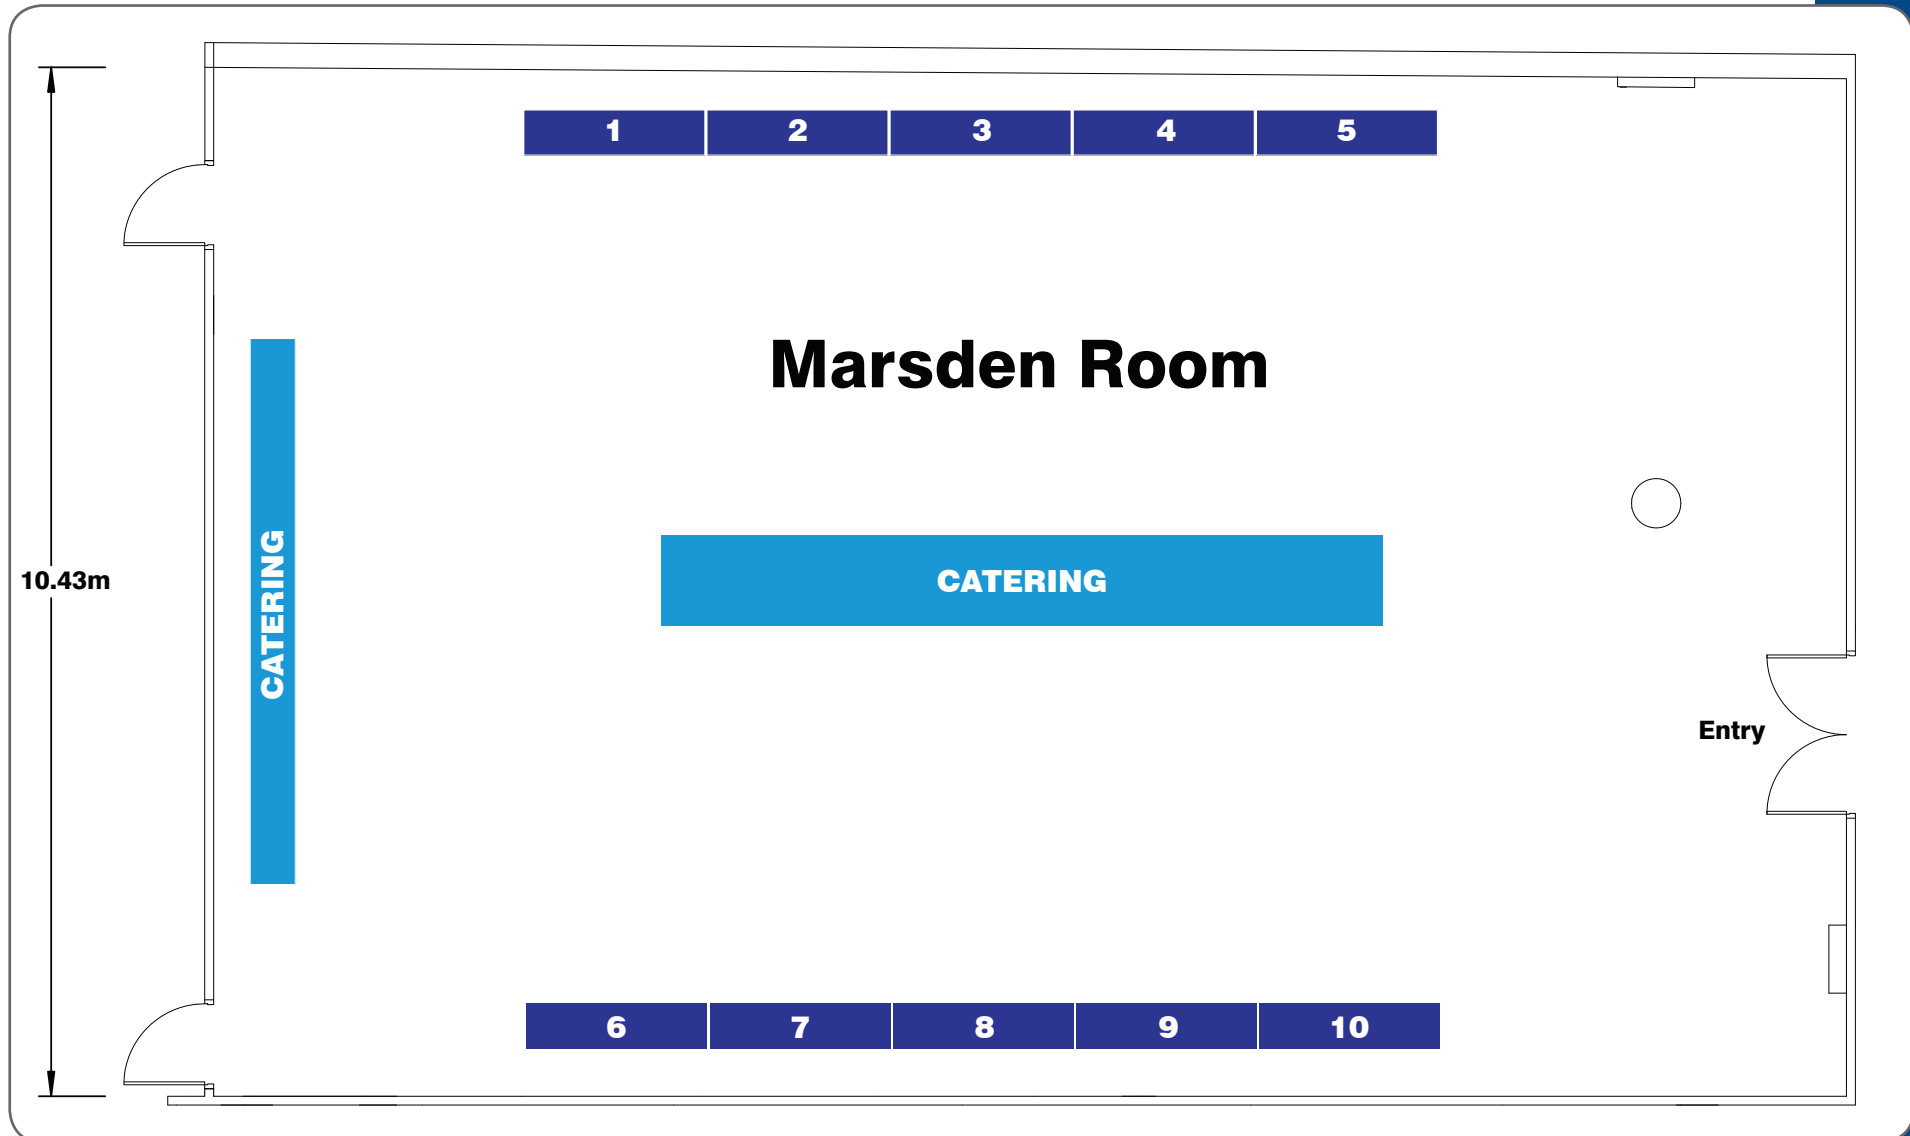 1 2 3 4 5
Marsden Room
CATERING
10.43m
CATERING
Entry
6 7 8 9 10